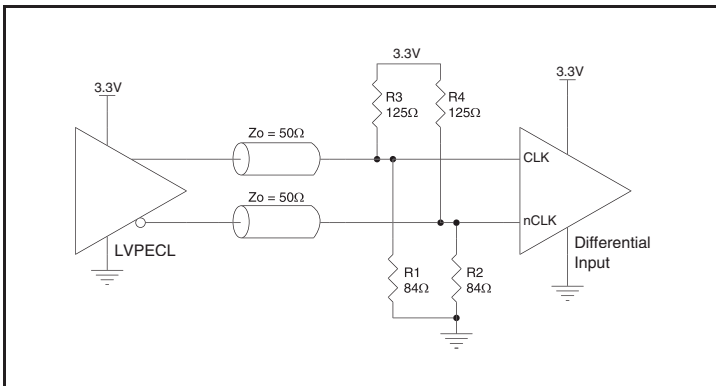 3.3V
3.3V
3.3V
R3
125Ω
R4
125Ω
Zo = 50Ω
CLK
Zo = 50Ω
nCLK
LVPECL
Differential
Input
R1
84Ω
R2
84Ω